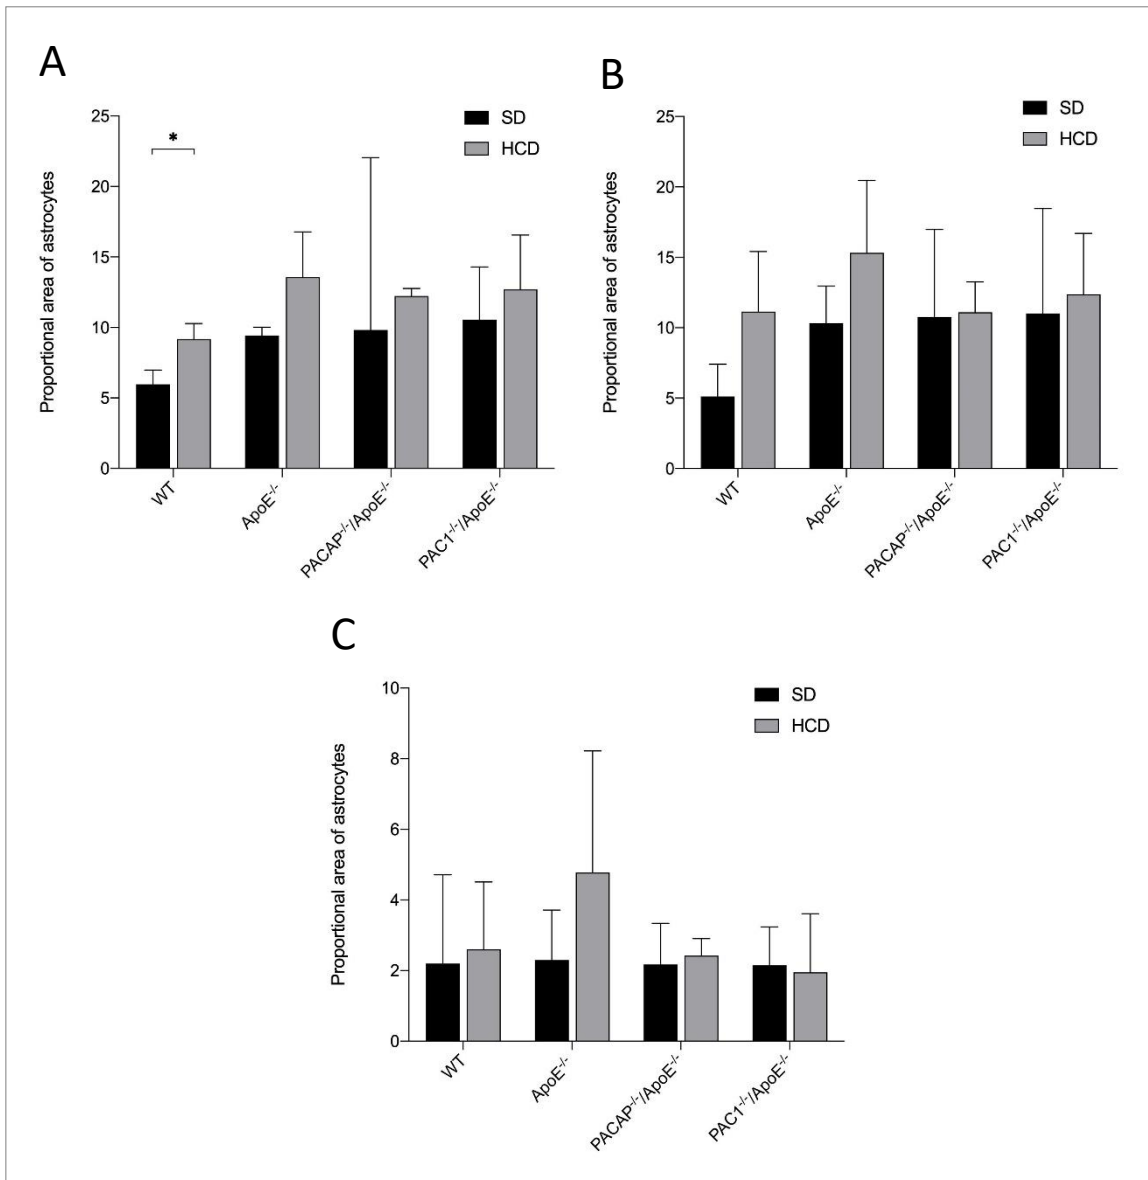 A
SD
HCD
*
25
20
15
10
5
0
Proportional area of astrocytes
WT
ApoE-/-
PACAP-/-/ApoE-/-
PAC1-/-/ApoE-/-
B
SD
HCD
25
20
15
10
5
0
Proportional area of astrocytes
WT
ApoE-/-
PACAP-/-/ApoE-/-
PAC1-/-/ApoE-/-
C
SD
HCD
10
8
6
4
2
0
Proportional area of astrocytes
WT
ApoE-/-
PACAP-/-/ApoE-/-
PAC1-/-/ApoE-/-